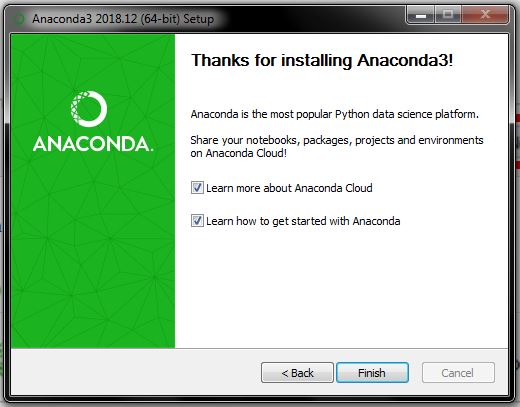 Anaconda3 2018.12 (64-bit) Setup
ANACONDA.
Thanks for installing Anaconda3!
Anaconda is the most popular Python data science platform.
Share your notebooks, packages, projects and environments
on Anaconda Cloud!
Learn more about Anaconda Cloud
Learn how to get started with Anaconda
< Back
Finish
Cancel